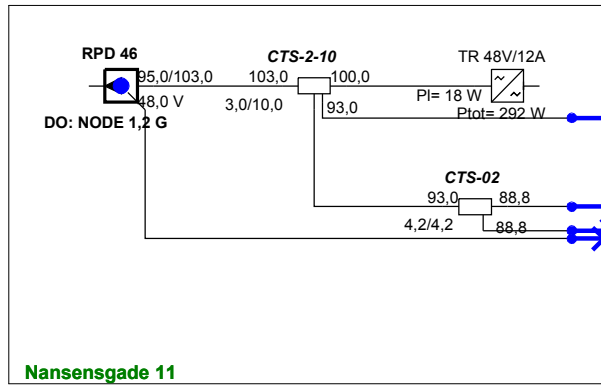 RPD 46
CTS-2-10
TR 48V/12A
95,0/103,0
103,0
100,0
48,0 V
3,0/10,0
93,0
Pl= 18 W
Ptot= 292 W
DO: NODE 1,2 G
CTS-02
93,0
88,8
4,2/4,2
88,8
Nansensgade 11